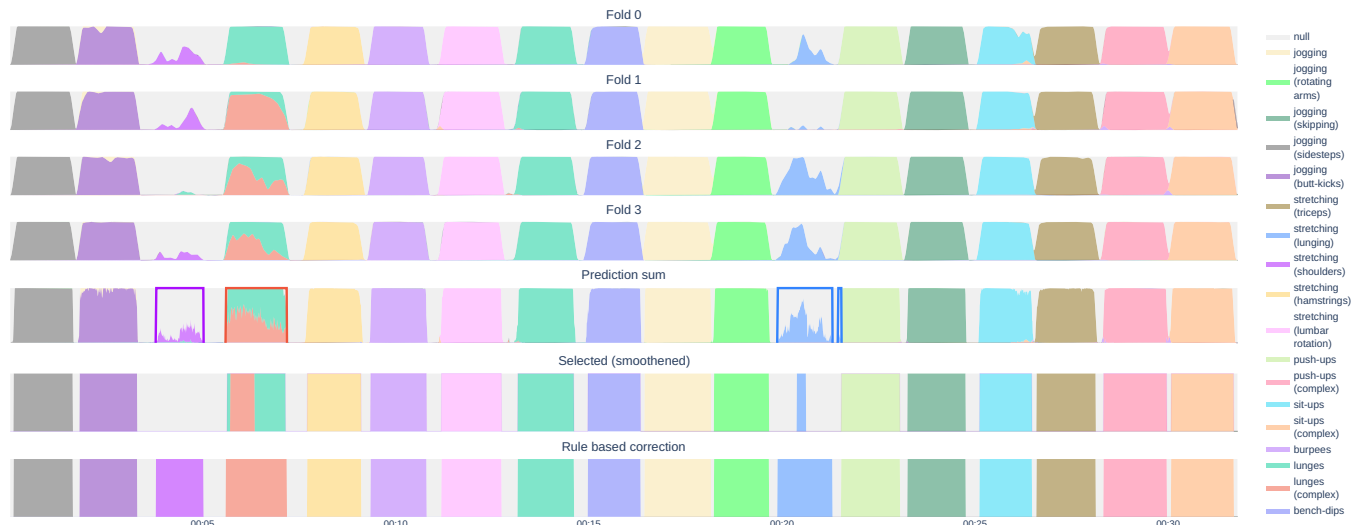 Fold 0
Fold 1
Fold 2
Fold 3
Prediction sum
Selected (smoothened)
Rule based correction
00:05
00:10
00:15
00:20
00:25
00:30
null
jogging
jogging
(rotating
arms)
jogging
(skipping)
jogging
(sidesteps)
jogging
(butt-kicks)
stretching
(triceps)
stretching
(lunging)
stretching
(shoulders)
stretching
(hamstrings)
stretching
(lumbar
rotation)
push-ups
push-ups
(complex)
sit-ups
sit-ups
(complex)
burpees
lunges
lunges
(complex)
bench-dips